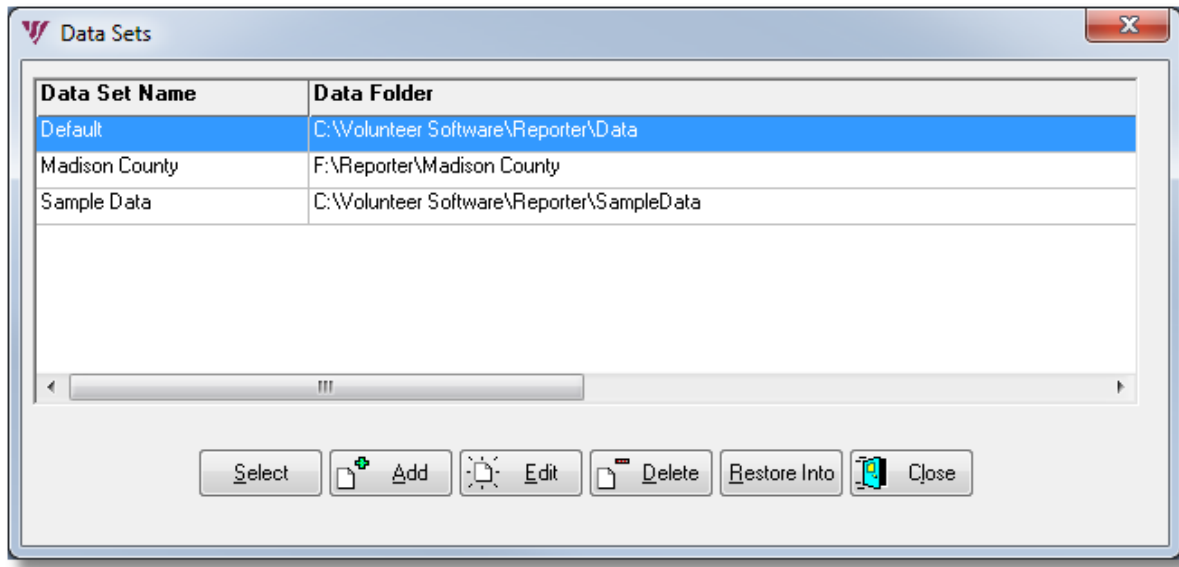 Data Sets
Data Set Name Data Folder
Default C:\Volunteer Software\Reporter\Data
Madison County F:\Reporter\Madison County
Sample Data C:\Volunteer Software\Reporter\SampleData
Select Add Edit Delete Restore Into Close